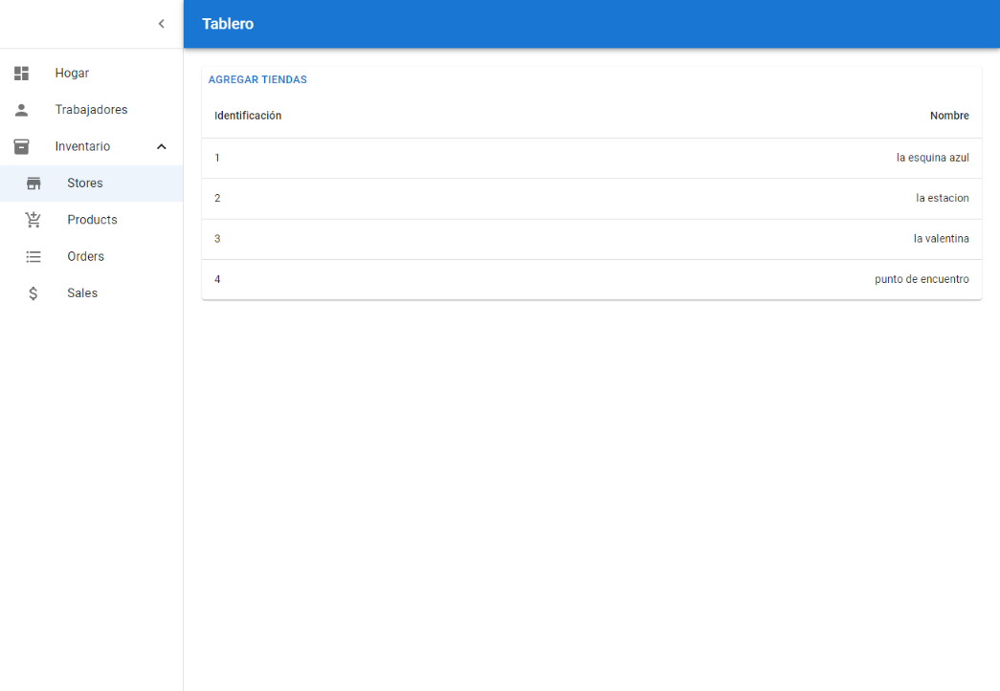 Tablero
Hogar
Trabajadores
Inventario
Stores
Products
Orders
Sales
AGREGAR TIENDAS
Identificación Nombre
1 la esquina azul
2 la estacion
3 la valentina
4 punto de encuentro